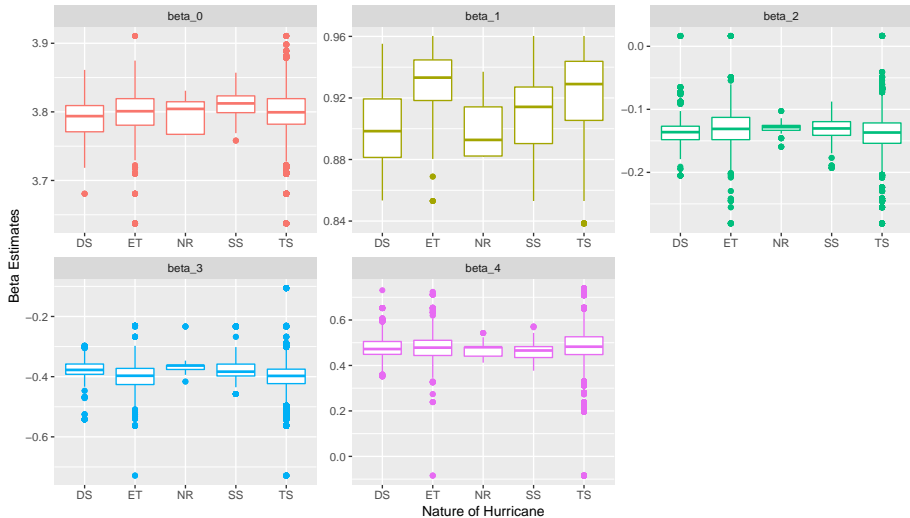 beta_0
beta_1
beta_2
3.9
3.8
3.7
0.96
0.92
0.88
0.84
0.0
−0.1
−0.2
DS ET NR SS TS
DS ET NR SS TS
DS ET NR SS TS
Beta Estimates
beta_3
beta_4
−0.2
−0.4
−0.6
0.6
0.4
0.2
0.0
DS ET NR SS TS
DS ET NR SS TS
Nature of Hurricane